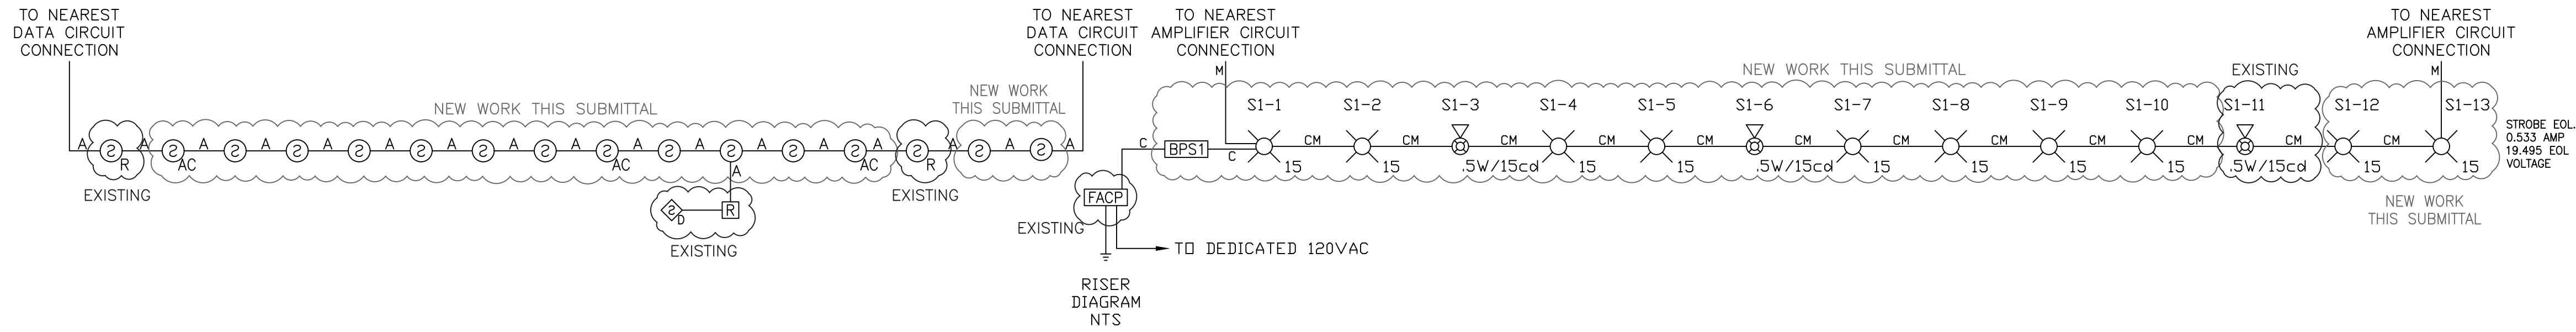 TO NEAREST
DATA CIRCUIT
CONNECTION
TO NEAREST
DATA CIRCUIT
CONNECTION
TO NEAREST
AMPLIFIER CIRCUIT
CONNECTION
TO NEAREST
AMPLIFIER CIRCUIT
CONNECTION
NEW WORK THIS SUBMITTAL
NEW WORK
THIS SUBMITTAL
M
NEW WORK THIS SUBMITTAL
EXISTING
M
S1-1 S1-2 S1-3 S1-4 S1-5 S1-6 S1-7 S1-8 S1-9 S1-10 S1-11 S1-12 S1-13
A S A S A S A S A S A S A S A S A S A S A S A S A S A S A S A S A
R AC AC AC R
C BPS1 C CM CM CM CM CM CM CM CM CM CM CM CM
15 15 .5W/15cd 15 15 .5W/15cd 15 15 15 15 .5W/15cd 15 15
STROBE EOL.
0.533 AMP
19.495 EOL
VOLTAGE
EXISTING
A
S D R
EXISTING
EXISTING
FACP
EXISTING
TO DEDICATED 120VAC
NEW WORK
THIS SUBMITTAL
RISER
DIAGRAM
NTS